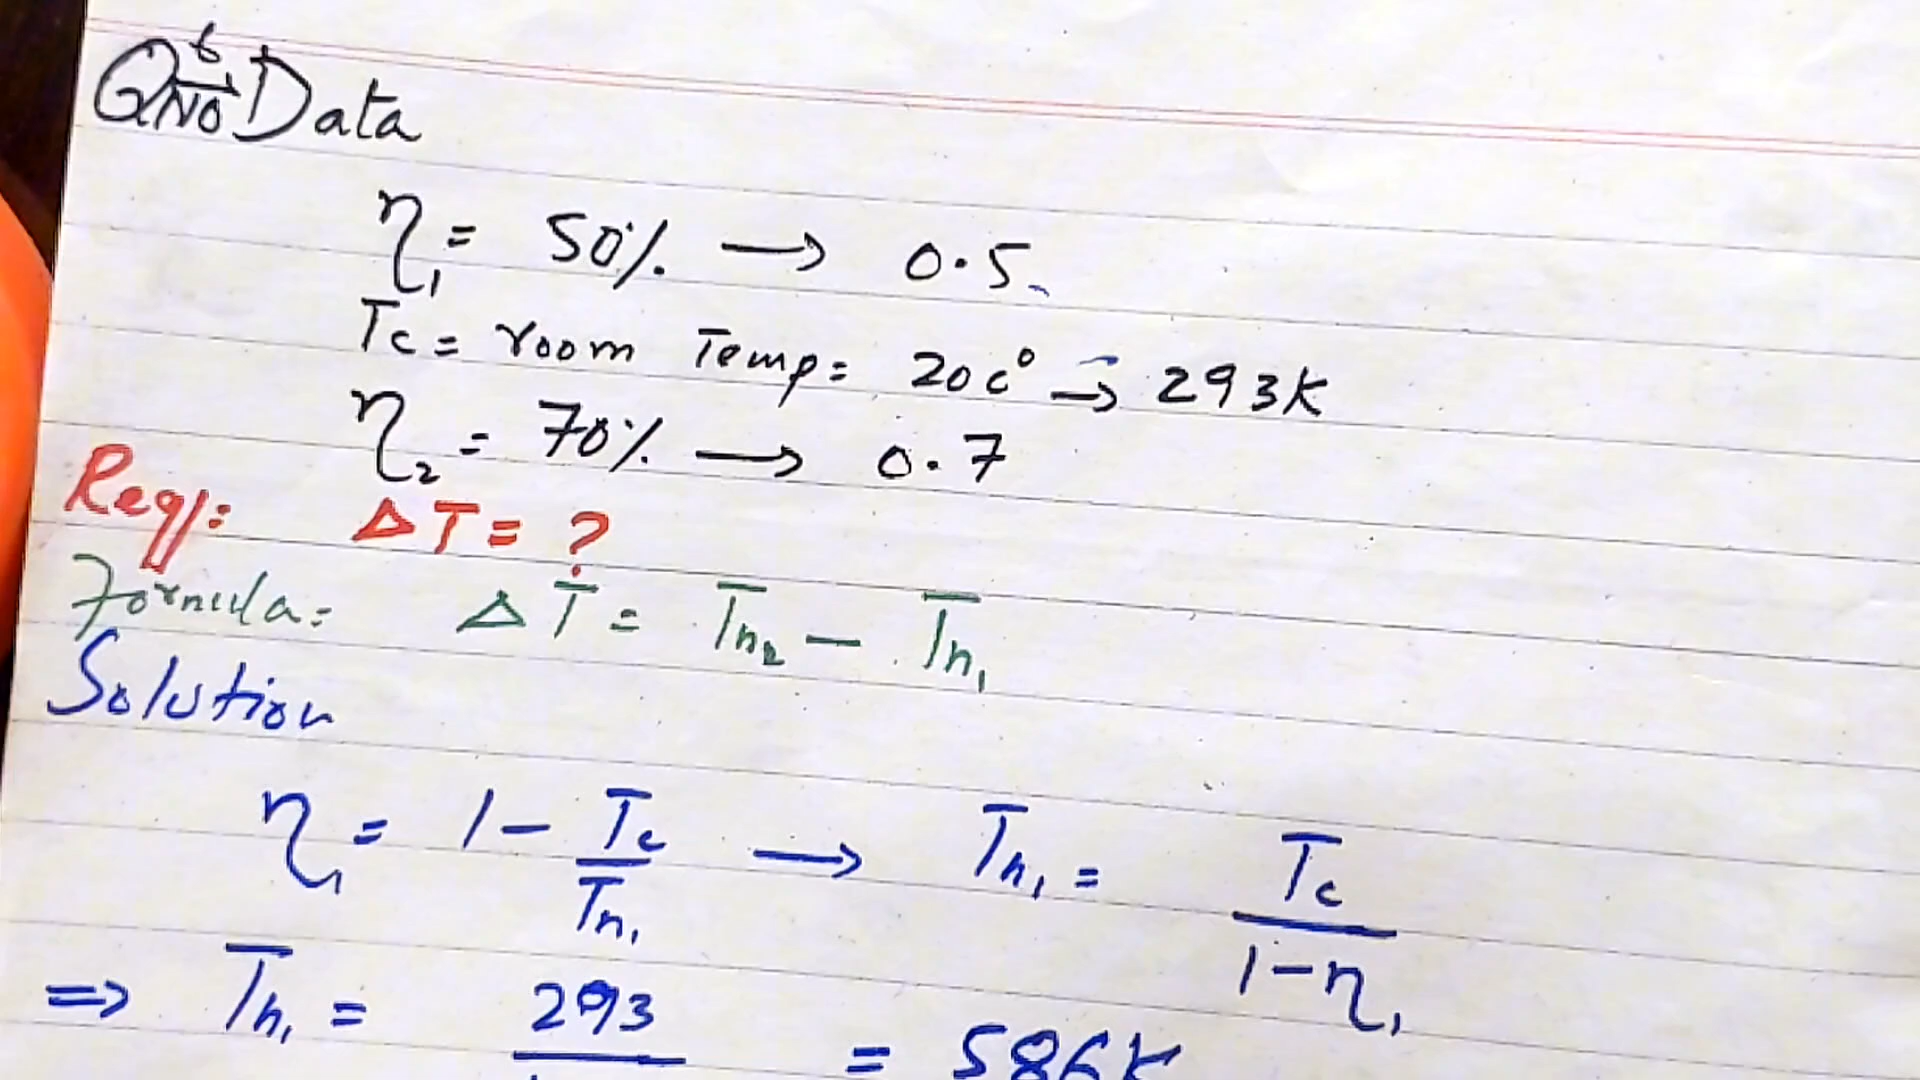 Q No 6 Data
η₁ = 50% → 0.5
Tc = room Temp = 20c° → 293K
η₂ = 70% → 0.7
Req: ΔT = ?
Formula: ΔT = Th₂ − Th₁
Solution
η₁ = 1 − Tc/Th₁ → Th₁ = Tc/1−η₁
⇒ Th₁ = 293 = 586K